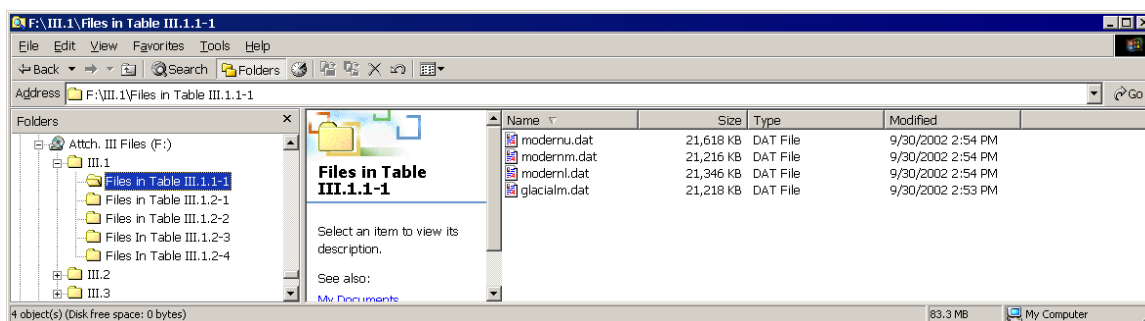 F:\III.1\Files in Table III.1.1-1
File Edit View Favorites Tools Help
Back Search Folders
Address F:\III.1\Files in Table III.1.1-1 Go
Folders
Attch. III Files (F:)
III.1
Files in Table III.1.1-1
Files in Table III.1.2-1
Files in Table III.1.2-2
Files In Table III.1.2-3
Files In Table III.1.2-4
III.2
III.3
Files in Table
III.1.1-1
Select an item to view its
description.
See also:
My Documents
Name Size Type Modified
modernu.dat 21,618 KB DAT File 9/30/2002 2:54 PM
modernm.dat 21,216 KB DAT File 9/30/2002 2:54 PM
modernl.dat 21,346 KB DAT File 9/30/2002 2:54 PM
glacialm.dat 21,218 KB DAT File 9/30/2002 2:53 PM
4 object(s) (Disk free space: 0 bytes) 83.3 MB My Computer